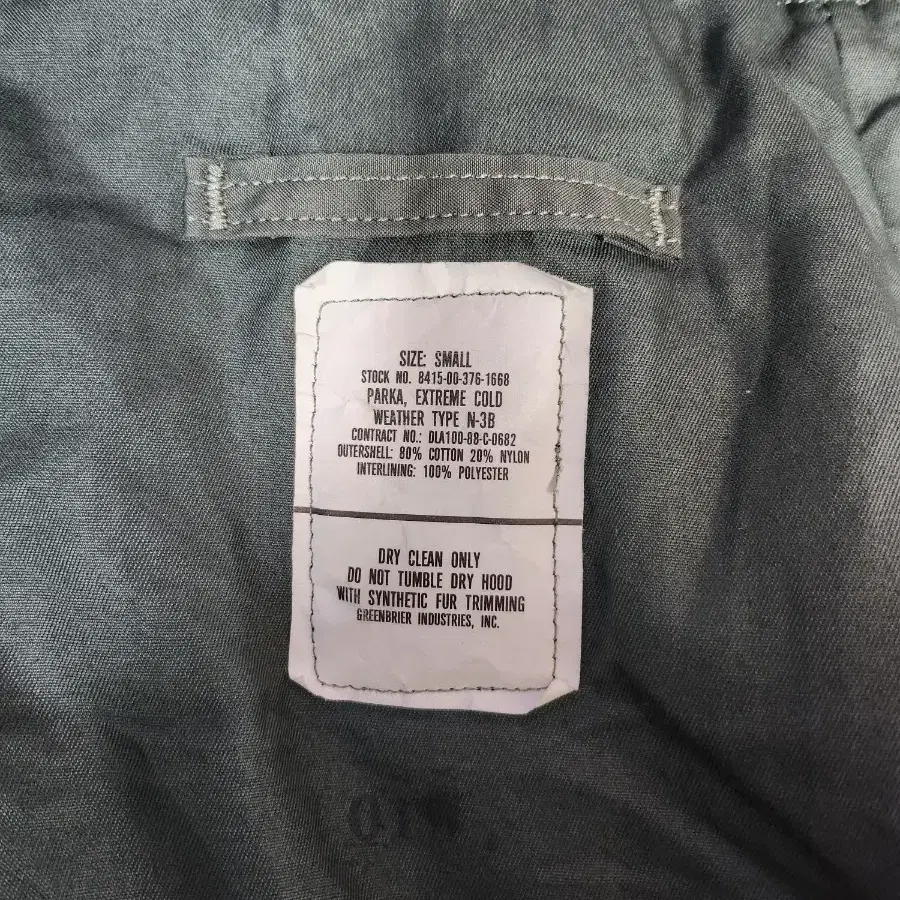 SIZE: SMALL
STOCK NO. 8415-00-376-1668
PARKA, EXTREME COLD
WEATHER TYPE N-3B
CONTRACT NO.: DLA100-88-C-0682
OUTERSHELL: 80% COTTON 20% NYLON
INTERLINING: 100% POLYESTER
DRY CLEAN ONLY
DO NOT TUMBLE DRY HOOD
WITH SYNTHETIC FUR TRIMMING
GREENBRIER INDUSTRIES, INC.